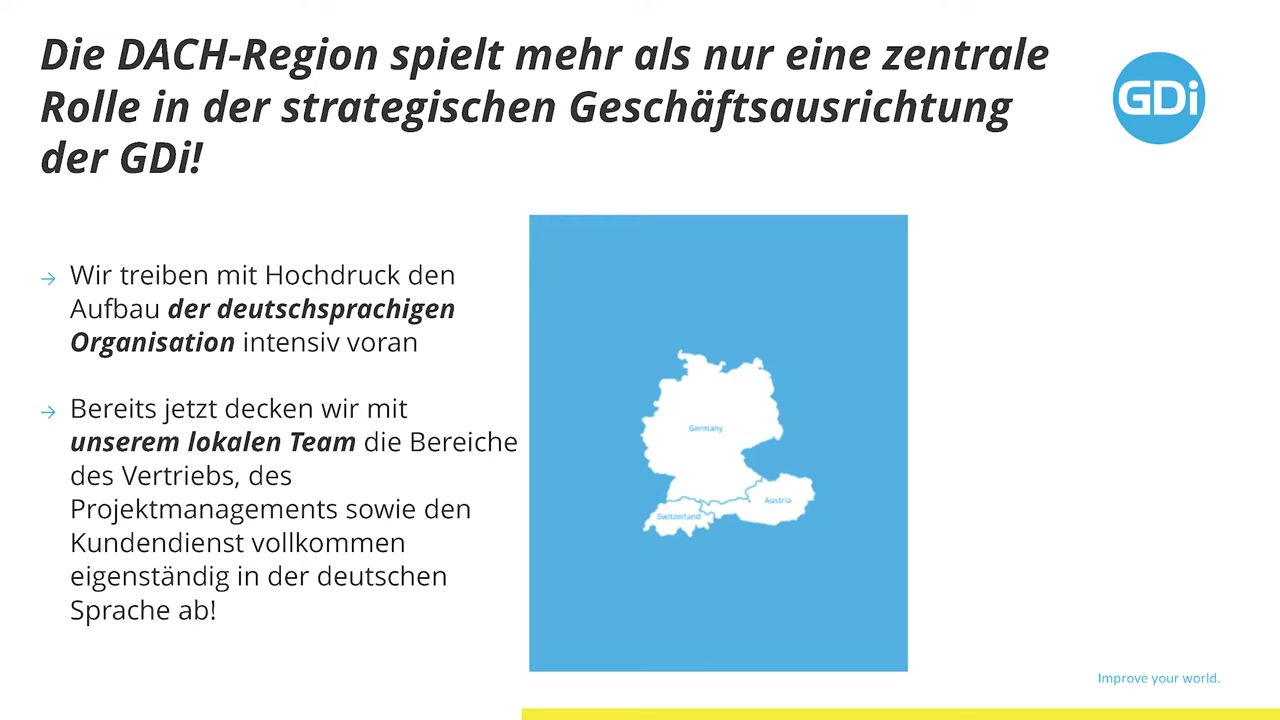 Die DACH-Region spielt mehr als nur eine zentrale
Rolle in der strategischen Geschäftsausrichtung
der GDi!
GDi
→ Wir treiben mit Hochdruck den
Aufbau der deutschsprachigen
Organisation intensiv voran
→ Bereits jetzt decken wir mit
unserem lokalen Team die Bereiche
des Vertriebs, des
Projektmanagements sowie den
Kundendienst vollkommen
eigenständig in der deutschen
Sprache ab!
Germany
Austria
Switzerland
Improve your world.